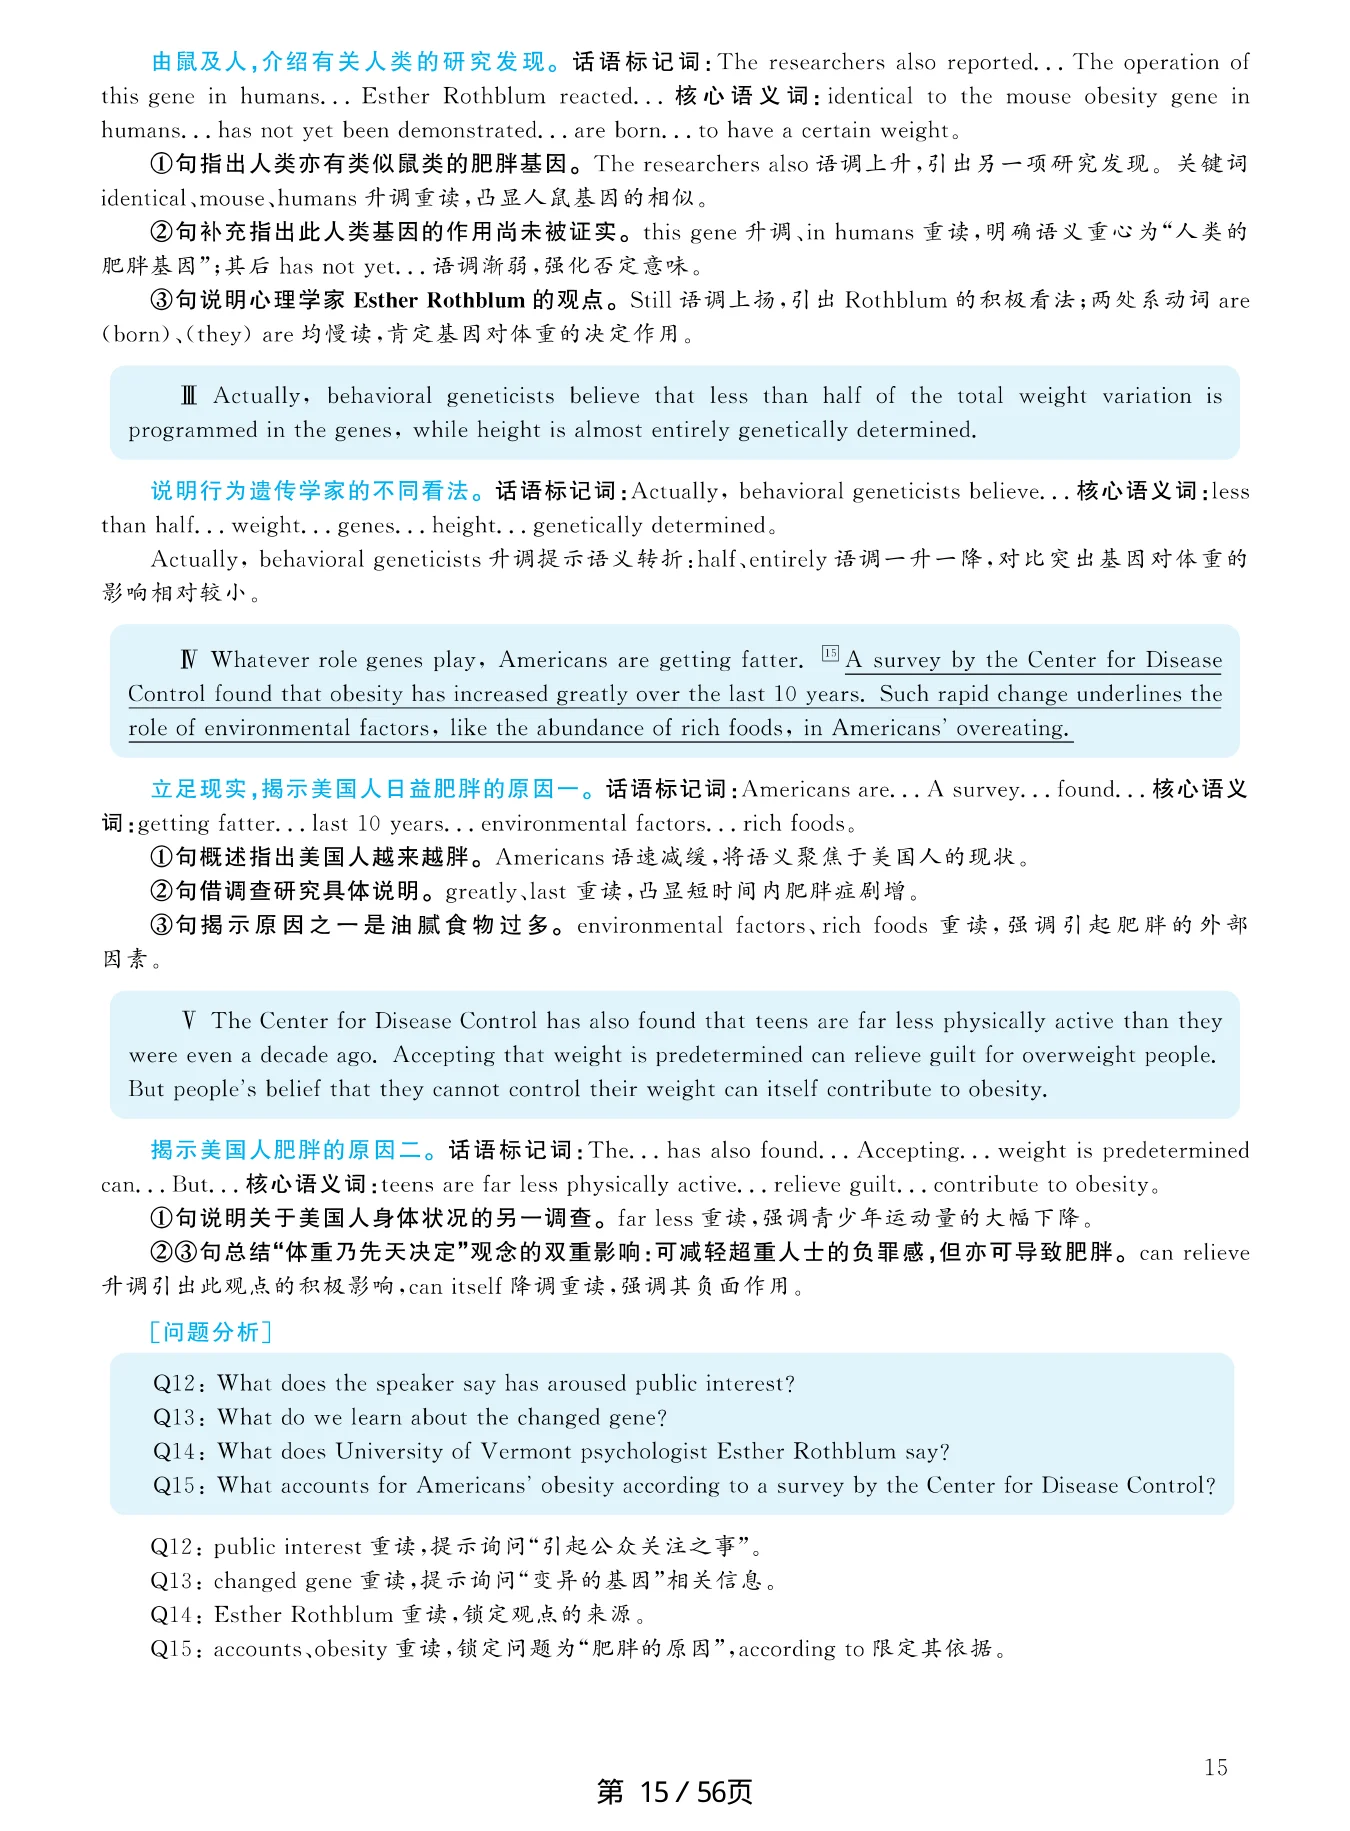 由鼠及人,介绍有关人类的研究发现。话语标记词:The researchers also reported... The operation of
this gene in humans... Esther Rothblum reacted... 核心语义词:identical to the mouse obesity gene in
humans...has not yet been demonstrated...are born...to have a certain weight。
①句指出人类亦有类似鼠类的肥胖基因。The researchers also 语调上升,引出另一项研究发现。关键词
identical、mouse、humans 升调重读,凸显人鼠基因的相似。
②句补充指出此人类基因的作用尚未被证实。this gene 升调、in humans 重读,明确语义重心为“人类的
肥胖基因”;其后 has not yet...语调渐弱,强化否定意味。
③句说明心理学家 Esther Rothblum 的观点。Still 语调上扬,引出 Rothblum 的积极看法;两处系动词 are
(born)、(they) are 均慢读,肯定基因对体重的决定作用。
Ⅲ Actually, behavioral geneticists believe that less than half of the total weight variation is
programmed in the genes, while height is almost entirely genetically determined.
说明行为遗传学家的不同看法。话语标记词:Actually, behavioral geneticists believe...核心语义词:less
than half...weight...genes...height...genetically determined。
Actually, behavioral geneticists 升调提示语义转折:half、entirely 语调一升一降,对比突出基因对体重的
影响相对较小。
Ⅳ Whatever role genes play, Americans are getting fatter. 15 A survey by the Center for Disease
Control found that obesity has increased greatly over the last 10 years. Such rapid change underlines the
role of environmental factors, like the abundance of rich foods, in Americans’ overeating.
立足现实,揭示美国人日益肥胖的原因一。话语标记词:Americans are...A survey...found...核心语义
词:getting fatter...last 10 years...environmental factors...rich foods。
①句概述指出美国人越来越胖。Americans 语速减缓,将语义聚焦于美国人的现状。
②句借调查研究具体说明。greatly、last 重读,凸显短时间内肥胖症剧增。
③句揭示原因之一是油腻食物过多。environmental factors、rich foods 重读,强调引起肥胖的外部
因素。
Ⅴ The Center for Disease Control has also found that teens are far less physically active than they
were even a decade ago. Accepting that weight is predetermined can relieve guilt for overweight people.
But people’s belief that they cannot control their weight can itself contribute to obesity.
揭示美国人肥胖的原因二。话语标记词:The...has also found...Accepting...weight is predetermined
can...But...核心语义词:teens are far less physically active...relieve guilt...contribute to obesity。
①句说明关于美国人身体状况的另一调查。far less 重读,强调青少年运动量的大幅下降。
②③句总结“体重乃先天决定”观念的双重影响:可减轻超重人士的负罪感,但亦可导致肥胖。can relieve
升调引出此观点的积极影响,can itself 降调重读,强调其负面作用。
[问题分析]
Q12: What does the speaker say has aroused public interest?
Q13: What do we learn about the changed gene?
Q14: What does University of Vermont psychologist Esther Rothblum say?
Q15: What accounts for Americans’ obesity according to a survey by the Center for Disease Control?
Q12: public interest 重读,提示询问“引起公众关注之事”。
Q13: changed gene 重读,提示询问“变异的基因”相关信息。
Q14: Esther Rothblum 重读,锁定观点的来源。
Q15: accounts、obesity 重读,锁定问题为“肥胖的原因”,according to 限定其依据。
15
第 15 / 56页